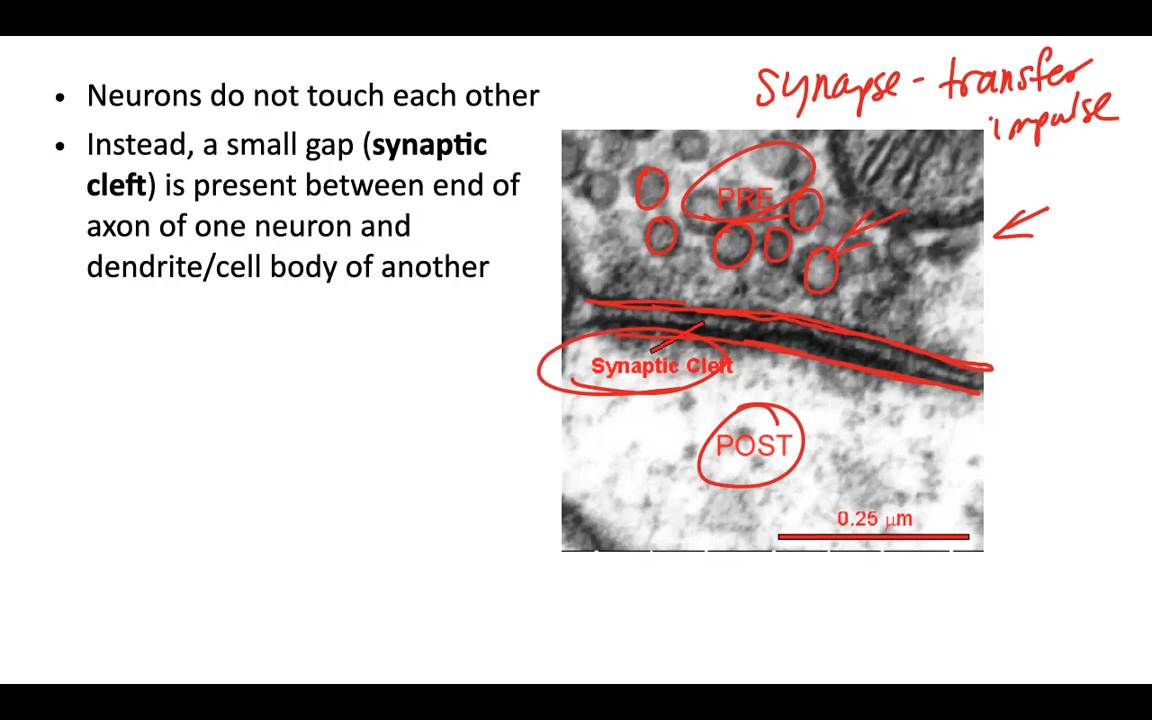 • Neurons do not touch each other
• Instead, a small gap (synaptic
cleft) is present between end of
axon of one neuron and
dendrite/cell body of another
synapse - transfer
impulse
PRE
Synaptic Cleft
POST
0.25 μm